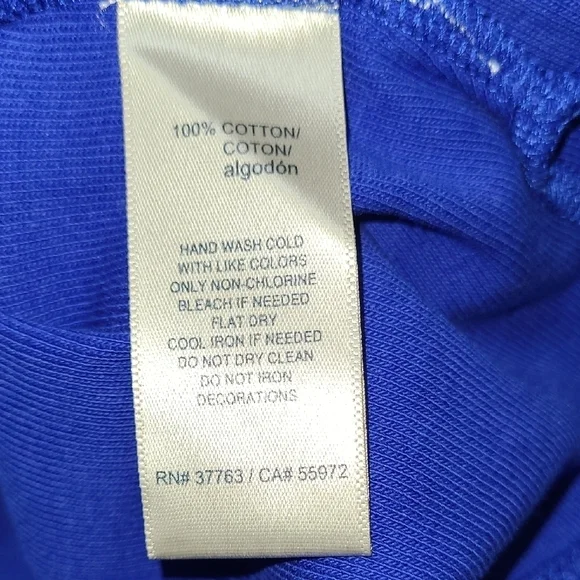 100% COTTON/
COTON/
algodón
HAND WASH COLD
WITH LIKE COLORS
ONLY NON-CHLORINE
BLEACH IF NEEDED
FLAT DRY
COOL IRON IF NEEDED
DO NOT DRY CLEAN
DO NOT IRON
DECORATIONS
RN# 37763 / CA# 55972